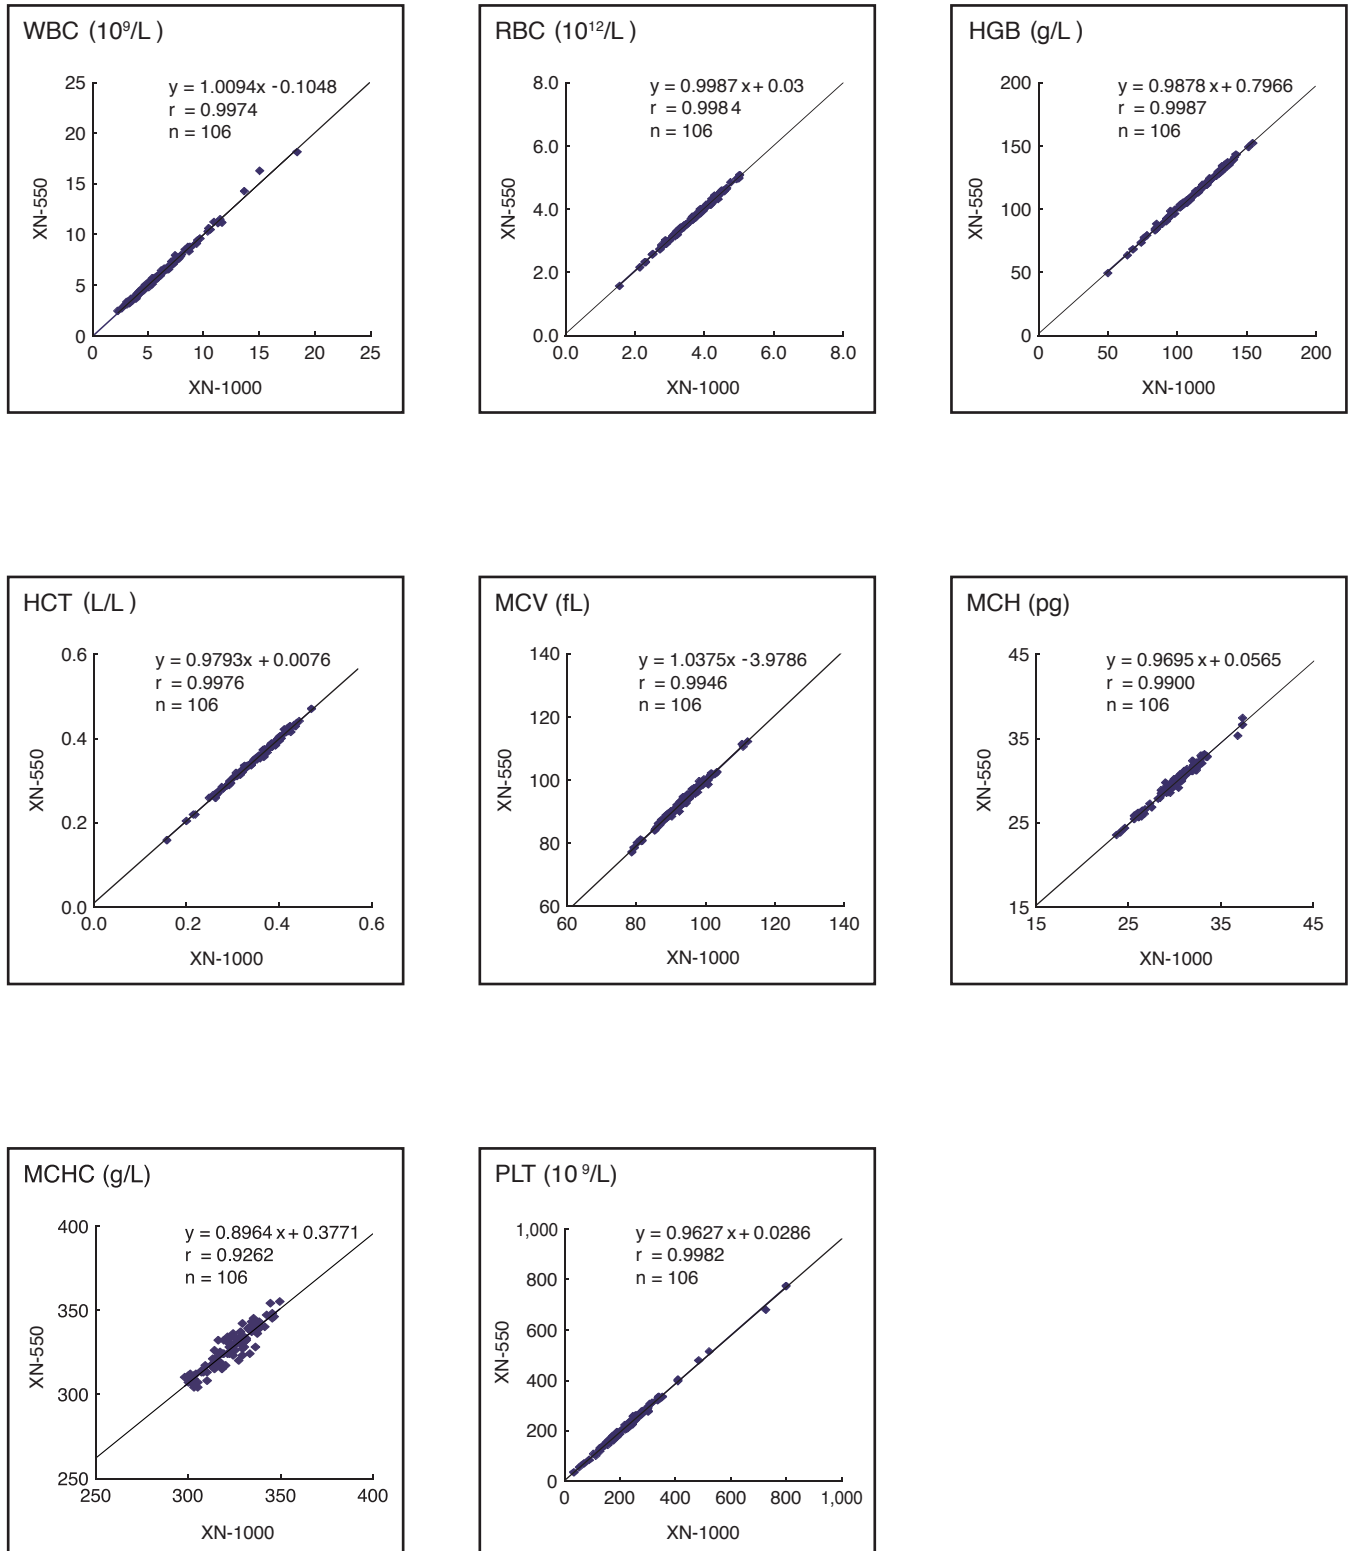 WBC (10⁹/L )
y = 1.0094x -0.1048
r = 0.9974
n = 106
25
20
15
10
5
0
XN-550
0 5 10 15 20 25
XN-1000
RBC (10¹²/L )
y = 0.9987 x + 0.03
r = 0.9984
n = 106
8.0
6.0
4.0
2.0
0.0
XN-550
0.0 2.0 4.0 6.0 8.0
XN-1000
HGB (g/L )
y = 0.9878 x + 0.7966
r = 0.9987
n = 106
200
150
100
50
0
XN-550
0 50 100 150 200
XN-1000
HCT (L/L )
y = 0.9793x + 0.0076
r = 0.9976
n = 106
0.6
0.4
0.2
0.0
XN-550
0.0 0.2 0.4 0.6
XN-1000
MCV (fL)
y = 1.0375x -3.9786
r = 0.9946
n = 106
140
120
100
80
60
XN-550
60 80 100 120 140
XN-1000
MCH (pg)
y = 0.9695 x + 0.0565
r = 0.9900
n = 106
45
35
25
15
XN-550
15 25 35 45
XN-1000
MCHC (g/L)
y = 0.8964 x + 0.3771
r = 0.9262
n = 106
400
350
300
250
XN-550
250 300 350 400
XN-1000
PLT (10⁹/L)
y = 0.9627 x + 0.0286
r = 0.9982
n = 106
1,000
800
600
400
200
0
XN-550
0 200 400 600 800 1,000
XN-1000